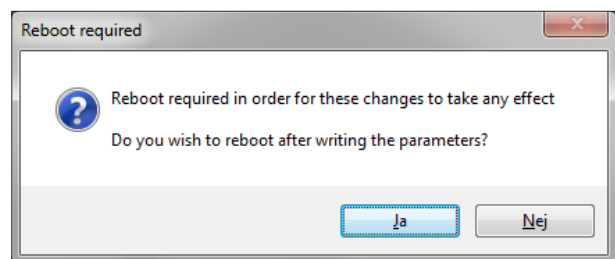 Reboot required
Reboot required in order for these changes to take any effect
Do you wish to reboot after writing the parameters?
Ja
Nej